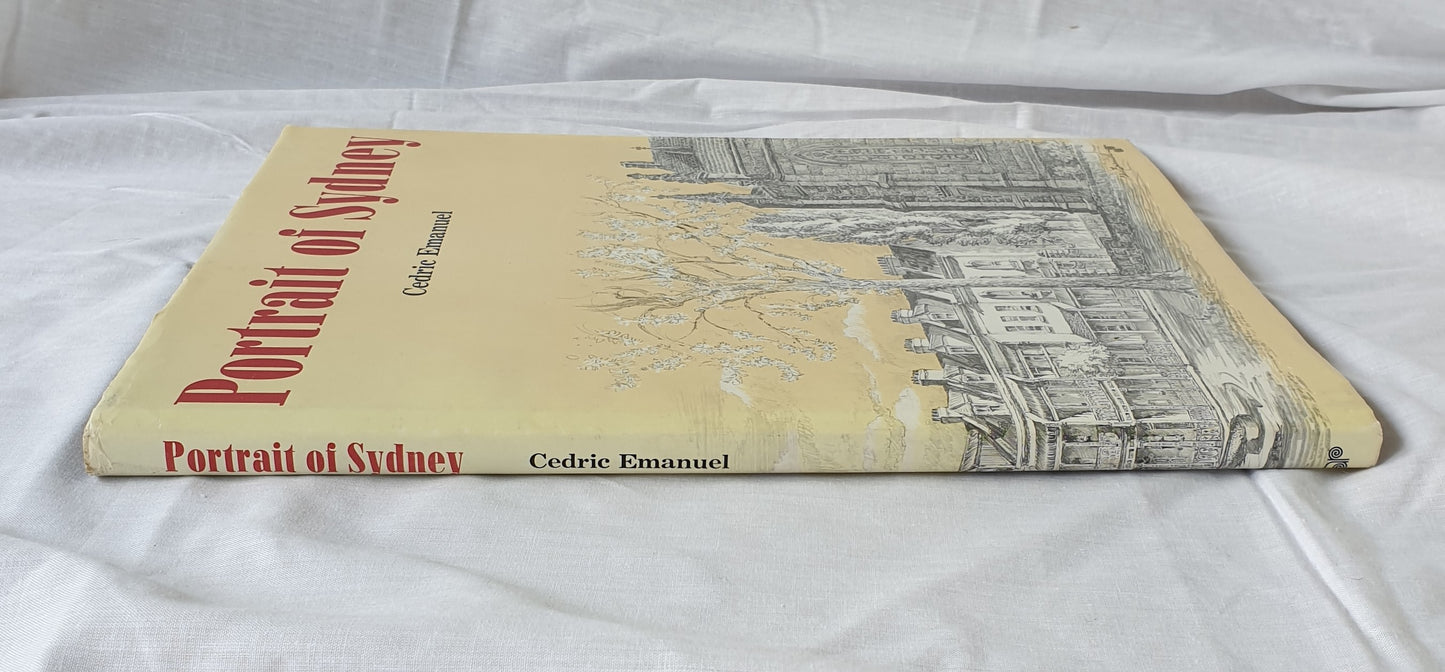 Portrait of Sydney
Cedric Emanuel
Portrait of Sydney
Cedric Emanuel